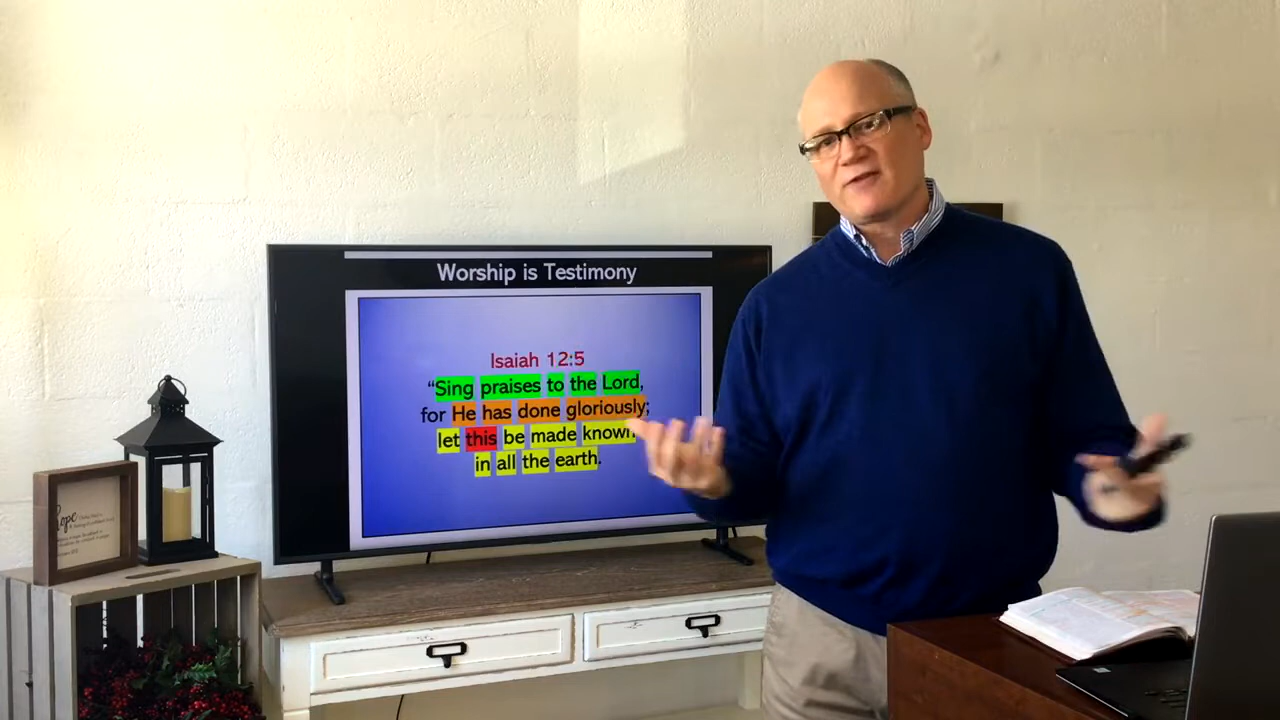 Worship is Testimony
Isaiah 12:5
“Sing praises to the Lord,
for He has done gloriously;
let this be made known
in all the earth.
hope